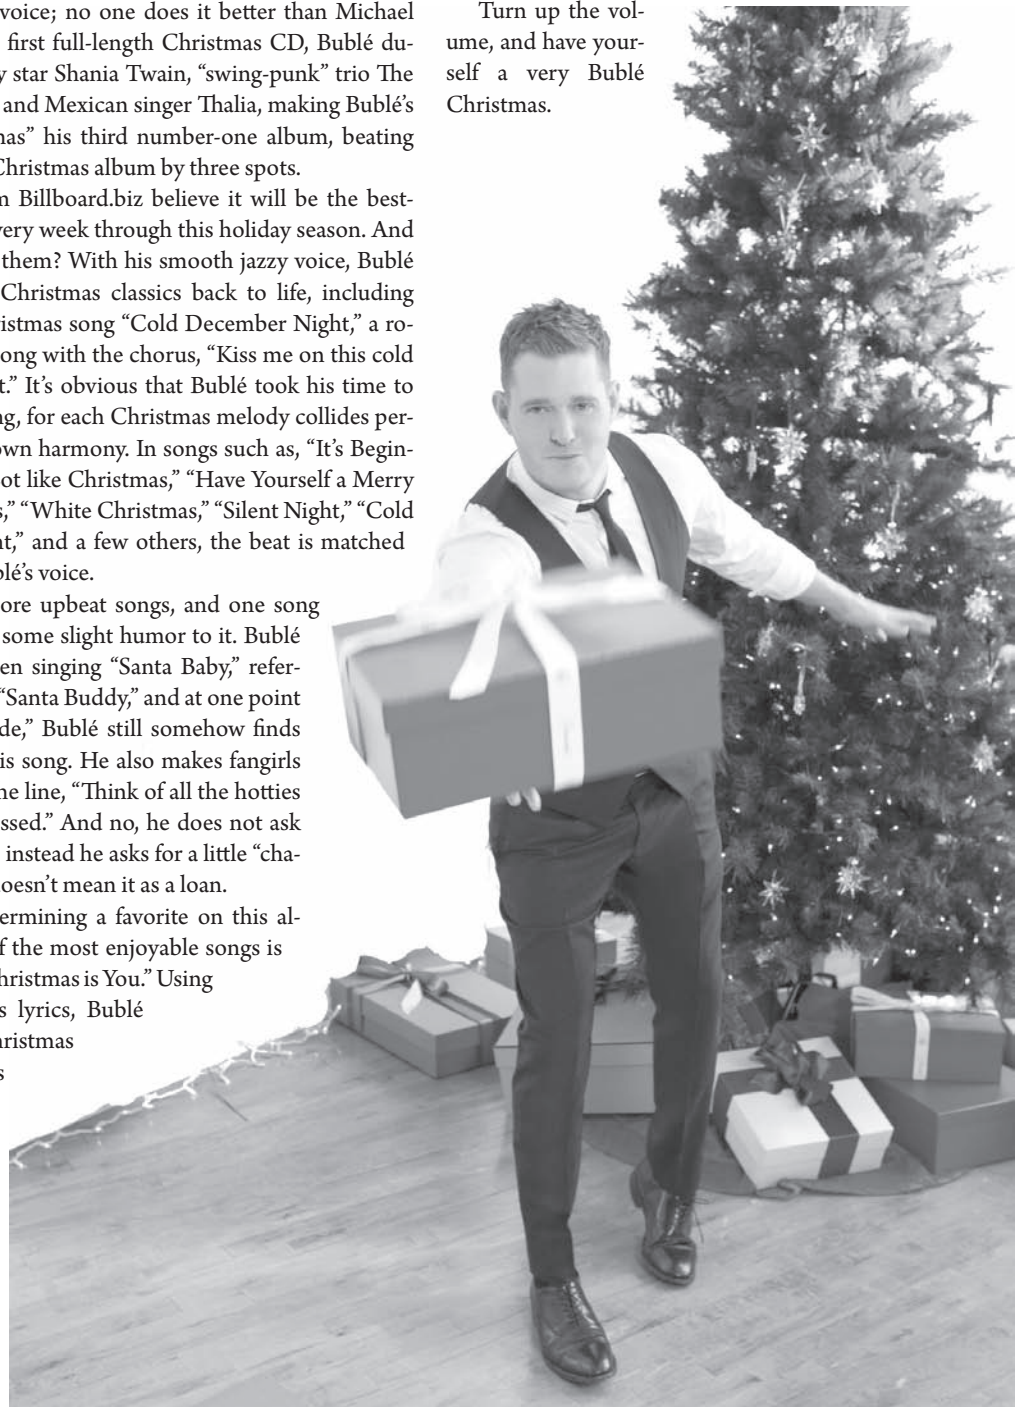 voice; no one does it better than Michael
first full-length Christmas CD, Bublé du-
y star Shania Twain, “swing-punk” trio The
and Mexican singer Thalia, making Bublé’s
nas” his third number-one album, beating
Christmas album by three spots.
n Billboard.biz believe it will be the best-
very week through this holiday season. And
them? With his smooth jazzy voice, Bublé
Christmas classics back to life, including
ristmas song “Cold December Night,” a ro-
ong with the chorus, “Kiss me on this cold
t.” It’s obvious that Bublé took his time to
ng, for each Christmas melody collides per-
own harmony. In songs such as, “It’s Begin-
ot like Christmas,” “Have Yourself a Merry
s,” “White Christmas,” “Silent Night,” “Cold
nt,” and a few others, the beat is matched
blé’s voice.
ore upbeat songs, and one song
some slight humor to it. Bublé
en singing “Santa Baby,” refer-
“Santa Buddy,” and at one point
de,” Bublé still somehow finds
is song. He also makes fangirls
ne line, “Think of all the hotties
ssed.” And no, he does not ask
instead he asks for a little “cha-
oesn’t mean it as a loan.
ermining a favorite on this al-
f the most enjoyable songs is
hristmas is You.” Using
s lyrics, Bublé
hristmas
s
Turn up the vol-
ume, and have your-
self a very Bublé
Christmas.